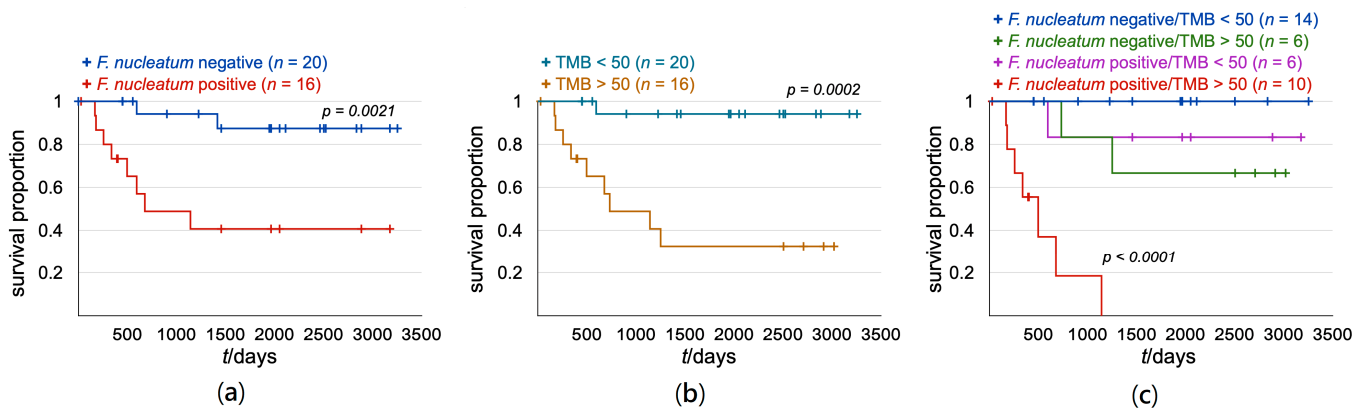 + F. nucleatum negative (n = 20)
+ F. nucleatum positive (n = 16)
p = 0.0021
survival proportion
1
0.8
0.6
0.4
0.2
500 1000 1500 2000 2500 3000 3500
t/days
(a)
+ TMB < 50 (n = 20)
+ TMB > 50 (n = 16)
p = 0.0002
survival proportion
1
0.8
0.6
0.4
0.2
500 1000 1500 2000 2500 3000 3500
t/days
(b)
+ F. nucleatum negative/TMB < 50 (n = 14)
+ F. nucleatum negative/TMB > 50 (n = 6)
+ F. nucleatum positive/TMB < 50 (n = 6)
+ F. nucleatum positive/TMB > 50 (n = 10)
p < 0.0001
survival proportion
1
0.8
0.6
0.4
0.2
500 1000 1500 2000 2500 3000 3500
t/days
(c)